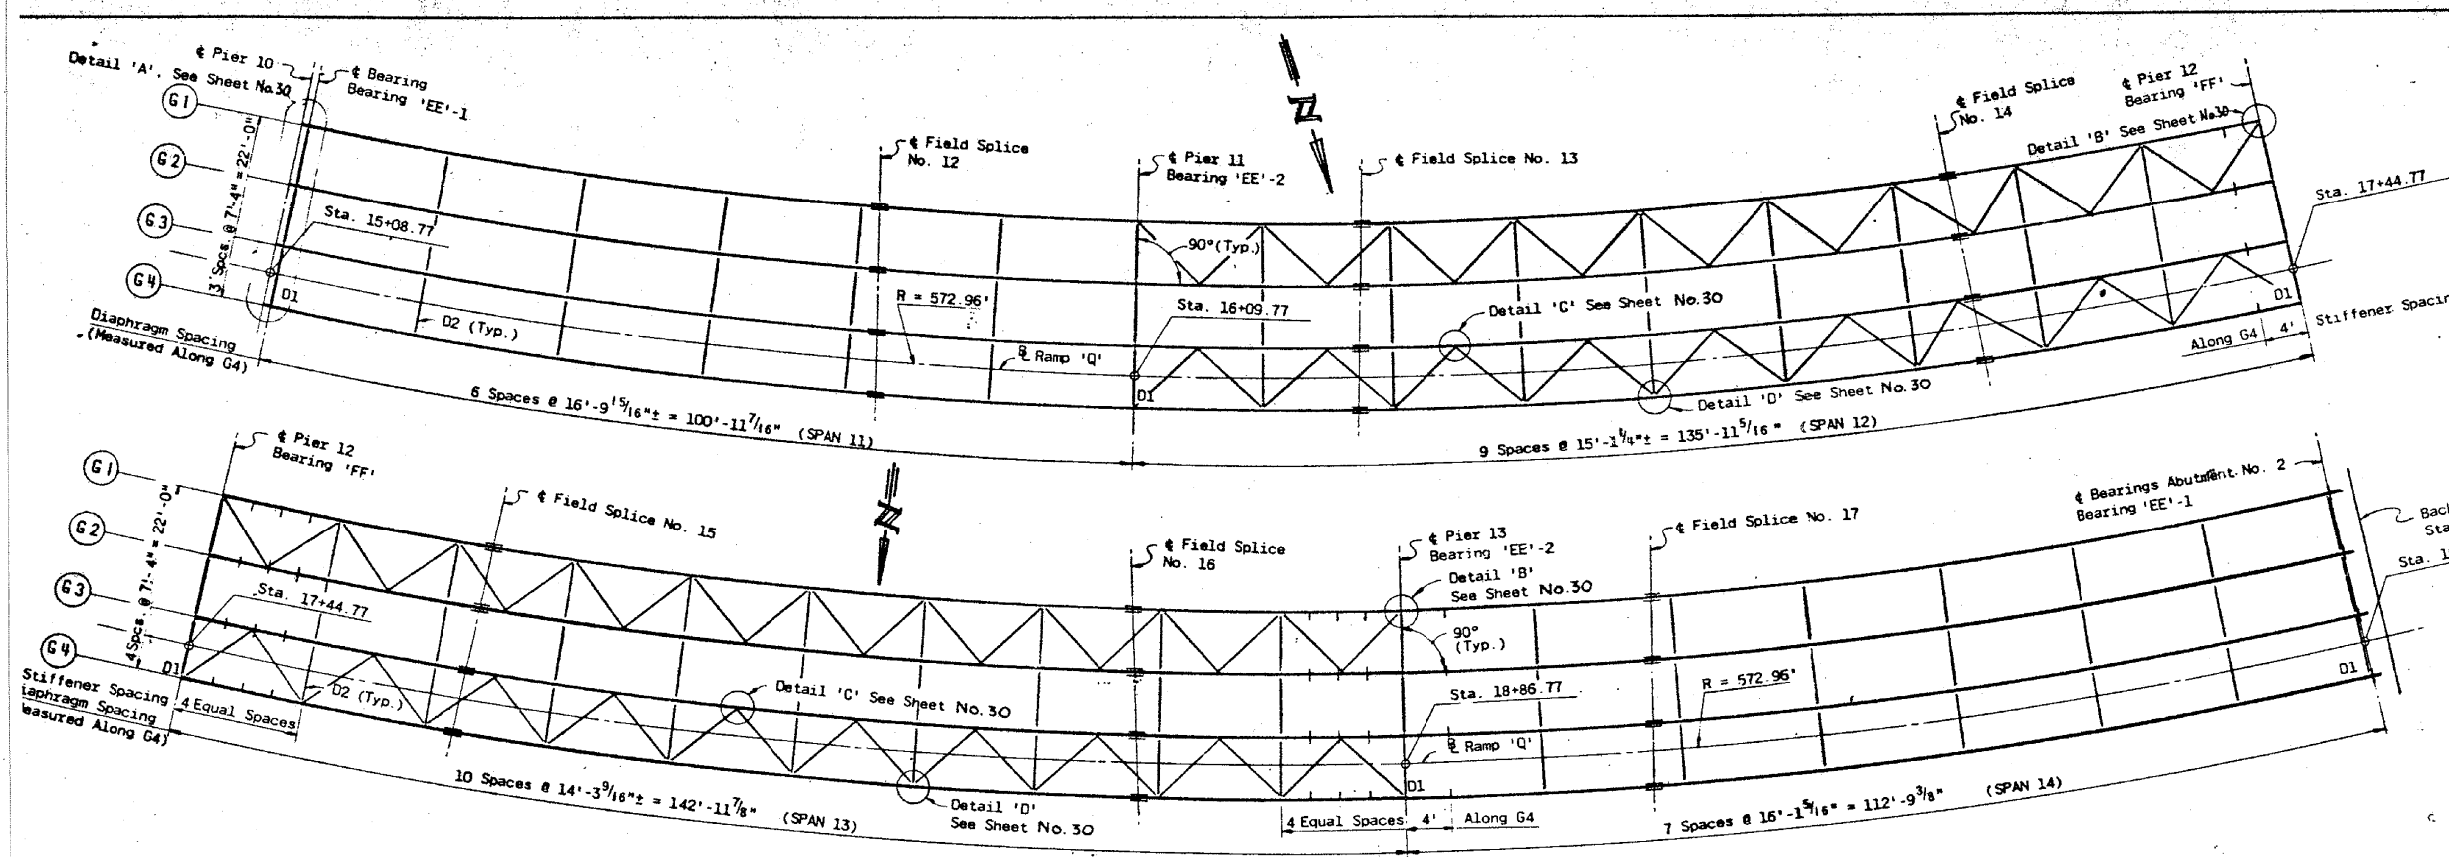 ℄ Pier 10
Detail 'A', See Sheet No.30
℄ Bearing
Bearing 'EE'-1
G1
G2
G3
G4
3 Spcs @ 7'-4" = 22'-0"
Sta. 15+08.77
D1
D2 (Typ.)
Diaphragm Spacing
(Measured Along G4)
6 Spaces @ 16'-9 15/16"± = 100'-11 7/16" (SPAN 11)
℄ Field Splice
No. 12
R = 572.96'
℄ Ramp 'Q'
℄ Pier 11
Bearing 'EE'-2
N
℄ Field Splice No. 13
90°(Typ.)
Sta. 16+09.77
D1
Detail 'C' See Sheet No.30
Detail 'D' See Sheet No.30
9 Spaces @ 15'-1 1/4"± = 135'-11 5/16" (SPAN 12)
℄ Field Splice
No. 14
℄ Pier 12
Bearing 'FF'
Detail 'B' See Sheet No.30
Sta. 17+44.77
D1
Along G4
4'
Stiffener Spacin
℄ Pier 12
Bearing 'FF'
G1
G2
G3
G4
4 Spcs. @ 7'-4" = 22'-0"
Sta. 17+44.77
D1
D2 (Typ.)
Stiffener Spacing
4 Equal Spaces
iaphragm Spacing
easured Along G4)
10 Spaces @ 14'-3 9/16"± = 142'-11 7/8" (SPAN 13)
℄ Field Splice No. 15
N
Detail 'C' See Sheet No.30
Detail 'D'
See Sheet No.30
℄ Field Splice
No. 16
℄ Pier 13
Bearing 'EE'-2
Detail 'B'
See Sheet No.30
90°
(Typ.)
Sta. 18+86.77
℄ Ramp 'Q'
D1
4 Equal Spaces
4'
Along G4
℄ Field Splice No. 17
R = 572.96'
7 Spaces @ 16'-1 5/16" = 112'-9 3/8" (SPAN 14)
℄ Bearings Abutment No. 2
Bearing 'EE'-1
Bac
Sta
Sta. 1
D1